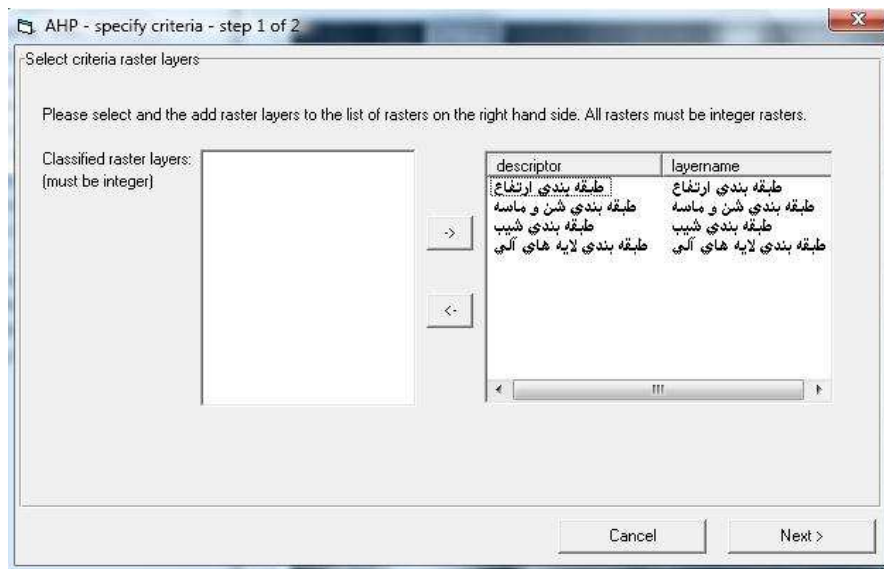 AHP - specify criteria - step 1 of 2
Select criteria raster layers
Please select and the add raster layers to the list of rasters on the right hand side. All rasters must be integer rasters.
Classified raster layers:
(must be integer)
->
<-
descriptor layername
طبقه بندي ارتفاع طبقه بندي ارتفاع
طبقه بندي شن و ماسه طبقه بندي شن و ماسه
طبقه بندي شيب طبقه بندي شيب
طبقه بندي لايه هاي آلي طبقه بندي لايه هاي آلي
Cancel Next >